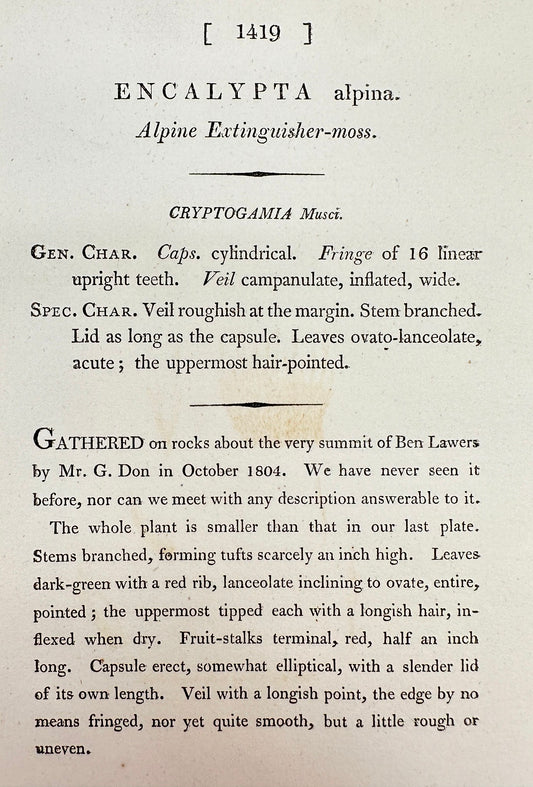 [ 1419 ]
ENCALYPTA alpina.
Alpine Extinguisher-moss.
CRYPTOGAMIA Musci.
GEN. CHAR. Caps. cylindrical. Fringe of 16 linear
upright teeth. Veil campanulate, inflated, wide.
SPEC. CHAR. Veil roughish at the margin. Stem branched.
Lid as long as the capsule. Leaves ovato-lanceolate,
acute; the uppermost hair-pointed.
GATHERED on rocks about the very summit of Ben Lawers
by Mr. G. Don in October 1804. We have never seen it
before, nor can we meet with any description answerable to it.
The whole plant is smaller than that in our last plate.
Stems branched, forming tufts scarcely an inch high. Leaves
dark-green with a red rib, lanceolate inclining to ovate, entire,
pointed; the uppermost tipped each with a longish hair, in-
flexed when dry. Fruit-stalks terminal, red, half an inch
long. Capsule erect, somewhat elliptical, with a slender lid
of its own length. Veil with a longish point, the edge by no
means fringed, nor yet quite smooth, but a little rough or
uneven.